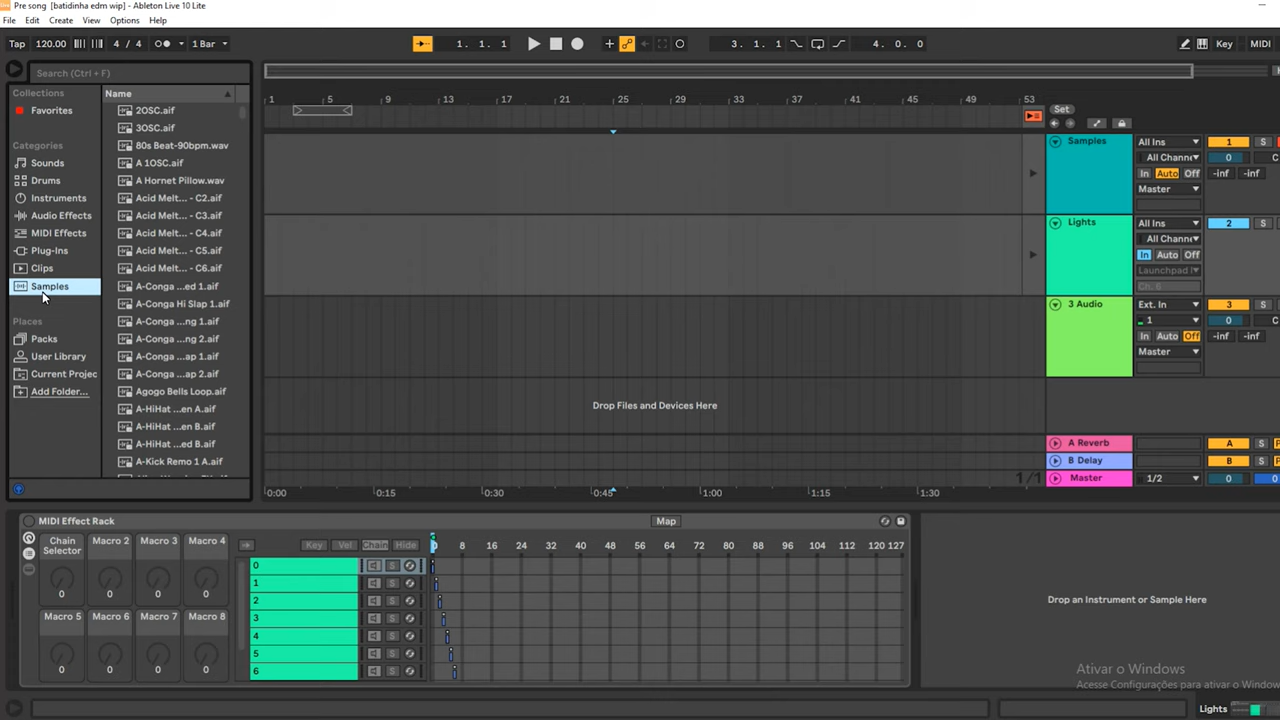 Pre song  [batidinha edm wip] - Ableton Live 10 Lite
File Edit Create View Options Help
Tap 120.00 4 / 4 1 Bar 1. 1. 1 3. 1. 1 4. 0. 0 Key MIDI
Search (Ctrl + F)
Collections
Favorites
Categories
Sounds
Drums
Instruments
Audio Effects
MIDI Effects
Plug-Ins
Clips
Samples
Places
Packs
User Library
Current Projec
Add Folder...
Name
2OSC.aif
3OSC.aif
80s Beat-90bpm.wav
A 1OSC.aif
A Hornet Pillow.wav
Acid Melt... - C2.aif
Acid Melt... - C3.aif
Acid Melt... - C4.aif
Acid Melt... - C5.aif
Acid Melt... - C6.aif
A-Conga ...ed 1.aif
A-Conga Hi Slap 1.aif
A-Conga ...ng 1.aif
A-Conga ...ng 2.aif
A-Conga ...ap 1.aif
A-Conga ...ap 2.aif
Agogo Bells Loop.aif
A-HiHat ...en A.aif
A-HiHat ...en B.aif
A-HiHat ...ed B.aif
A-Kick Remo 1 A.aif
1 5 9 13 17 21 25 29 33 37 41 45 49 53
Set
Samples All Ins 1 S
All Channe 0 C
In Auto Off -inf -inf
Master
Lights All Ins 2 S
All Channe
In Auto Off
Launchpad
Ch. 6
3 Audio Ext. In 3 S
1 0 C
In Auto Off -inf -inf
Master
Drop Files and Devices Here
A Reverb A S
B Delay B S
1/1 Master 1/2 0 0
0:00 0:15 0:30 0:45 1:00 1:15 1:30
MIDI Effect Rack Map
Chain Selector Macro 2 Macro 3 Macro 4
0 0 0 0
Macro 5 Macro 6 Macro 7 Macro 8
0 0 0 0
Key Vel Chain Hide
8 16 24 32 40 48 56 64 72 80 88 96 104 112 120 127
0 S
1 S
2 S
3 S
4 S
5 S
6 S
Drop an Instrument or Sample Here
Ativar o Windows
Acesse Configurações para ativar o Windows
Lights